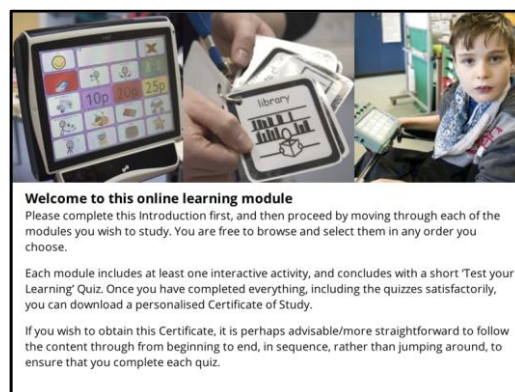 10p
20p
25p
library
Welcome to this online learning module
Please complete this Introduction first, and then proceed by moving through each of the
modules you wish to study. You are free to browse and select them in any order you
choose.
Each module includes at least one interactive activity, and concludes with a short ‘Test your
Learning’ Quiz. Once you have completed everything, including the quizzes satisfactorily,
you can download a personalised Certificate of Study.
If you wish to obtain this Certificate, it is perhaps advisable/more straightforward to follow
the content through from beginning to end, in sequence, rather than jumping around, to
ensure that you complete each quiz.